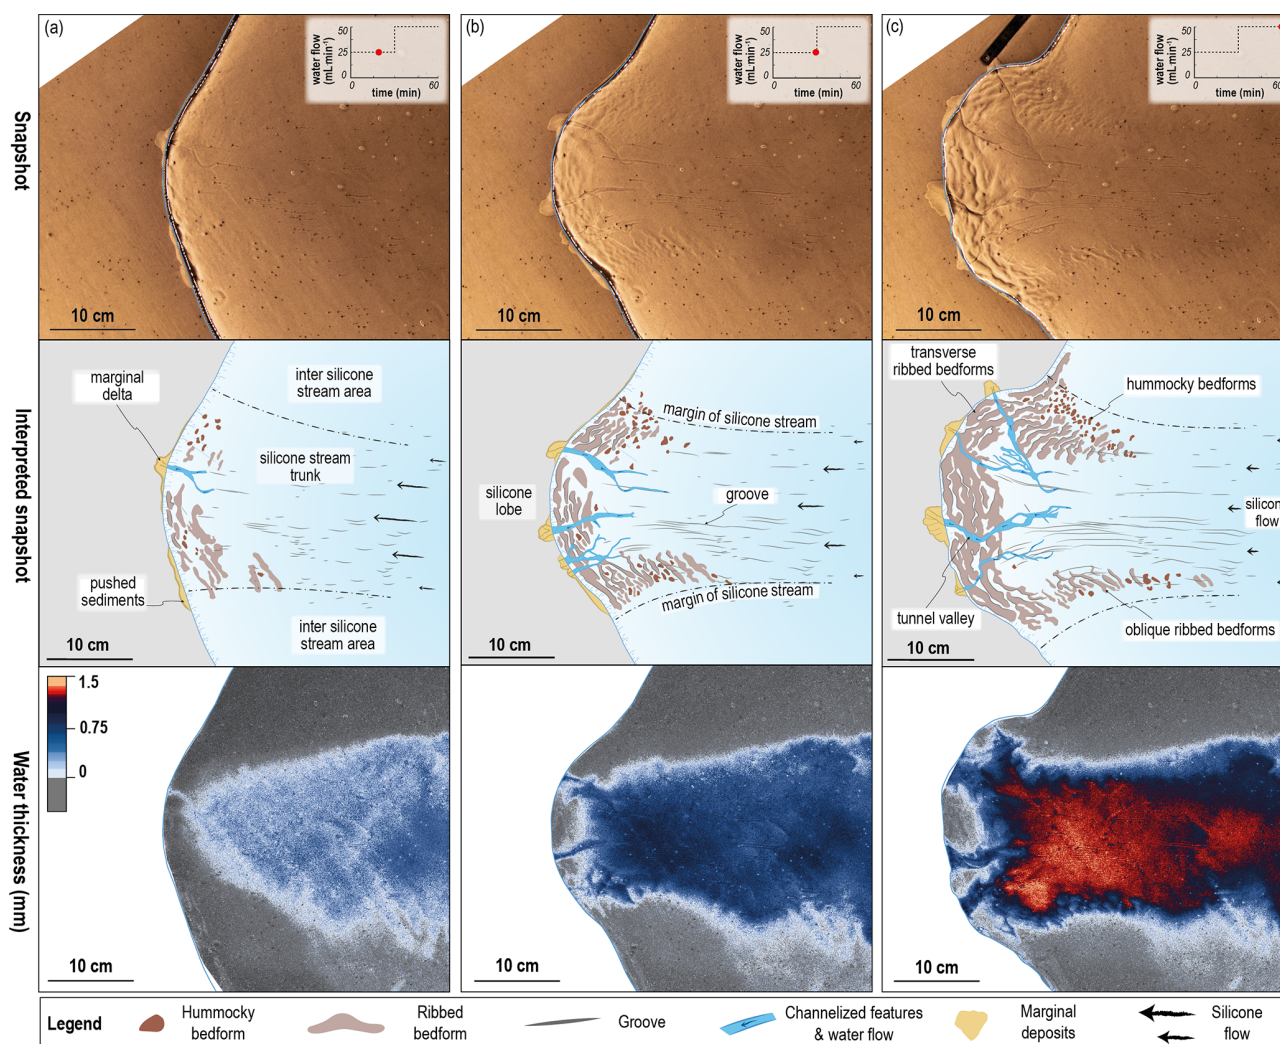 (a)
(b)
(c)
Snapshot
water flow
(mL min⁻¹)
50
25
0
0
60
time (min)
10 cm
water flow
(mL min⁻¹)
50
25
0
0
60
time (min)
10 cm
water flow
(mL min⁻¹)
50
25
0
0
60
time (min)
10 cm
Interpreted snapshot
marginal
delta
inter silicone
stream area
silicone stream
trunk
pushed
sediments
inter silicone
stream area
10 cm
margin of silicone stream
silicone
lobe
groove
margin of silicone stream
10 cm
transverse
ribbed bedforms
hummocky bedforms
silicon
flow
tunnel valley
oblique ribbed bedforms
10 cm
Water thickness (mm)
1.5
0.75
0
10 cm
10 cm
10 cm
Legend
Hummocky
bedform
Ribbed
bedform
Groove
Channelized features
& water flow
Marginal
deposits
Silicone
flow